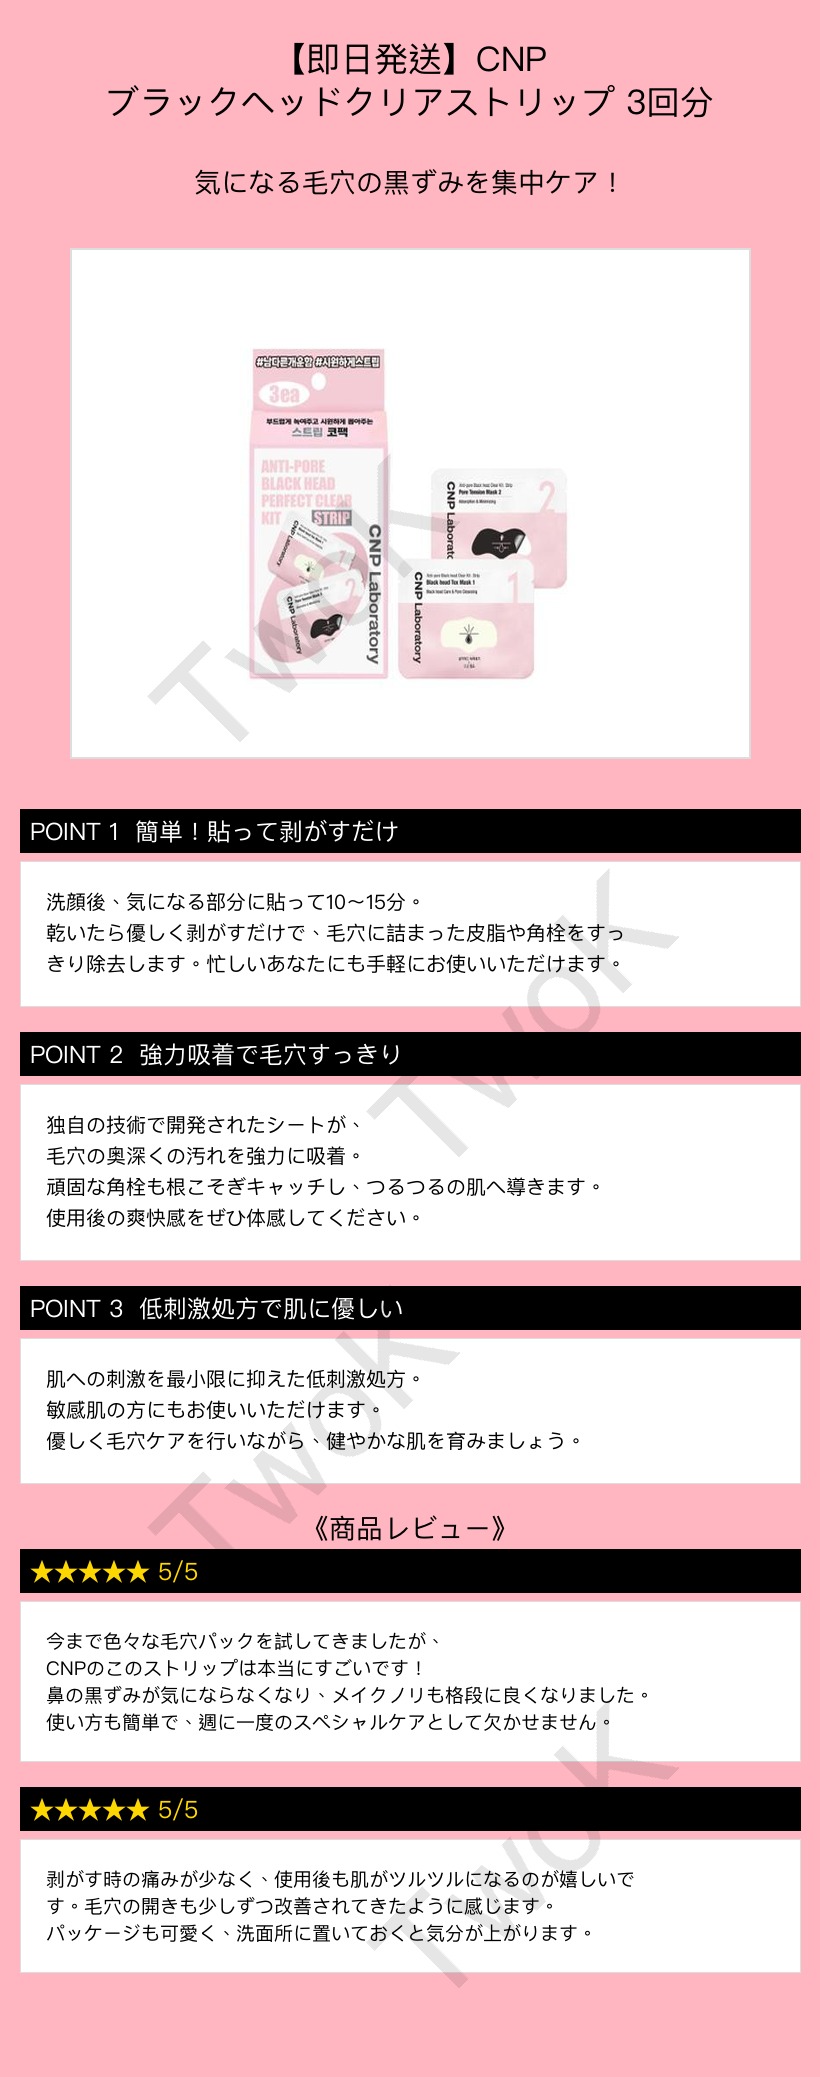 【即日発送】CNP
ブラックヘッドクリアストリップ 3回分
気になる毛穴の黒ずみを集中ケア！
#남다른개운함 #시원하게스트립
3ea
부드럽게 녹여주고 시원하게 뽑아주는
스트립 코팩
ANTI-PORE
BLACK HEAD
PERFECT CLEAR
KIT STRIP
CNP Laboratory
Anti-pore Black head Clear Kit Strip
Pore Tension Mask 2
2
CNP Laborato
Anti-pore Black head Clear Kit Strip
Black head Tox Mask 1
Black head Care & Pore Cleansing
1
CNP Laboratory
TwoK
POINT 1 簡単！貼って剥がすだけ
洗顔後、気になる部分に貼って10〜15分。
乾いたら優しく剥がすだけで、毛穴に詰まった皮脂や角栓をすっ
きり除去します。忙しいあなたにも手軽にお使いいただけます。
TwoK
POINT 2 強力吸着で毛穴すっきり
独自の技術で開発されたシートが、
毛穴の奥深くの汚れを強力に吸着。
頑固な角栓も根こそぎキャッチし、つるつるの肌へ導きます。
使用後の爽快感をぜひ体感してください。
POINT 3 低刺激処方で肌に優しい
肌への刺激を最小限に抑えた低刺激処方。
敏感肌の方にもお使いいただけます。
優しく毛穴ケアを行いながら、健やかな肌を育みましょう。
TwoK
《商品レビュー》
★★★★★ 5/5
今まで色々な毛穴パックを試してきましたが、
CNPのこのストリップは本当にすごいです！
鼻の黒ずみが気にならなくなり、メイクノリも格段に良くなりました。
使い方も簡単で、週に一度のスペシャルケアとして欠かせません。
TwoK
★★★★★ 5/5
剥がす時の痛みが少なく、使用後も肌がツルツルになるのが嬉しいで
す。毛穴の開きも少しずつ改善されてきたように感じます。
パッケージも可愛く、洗面所に置いておくと気分が上がります。